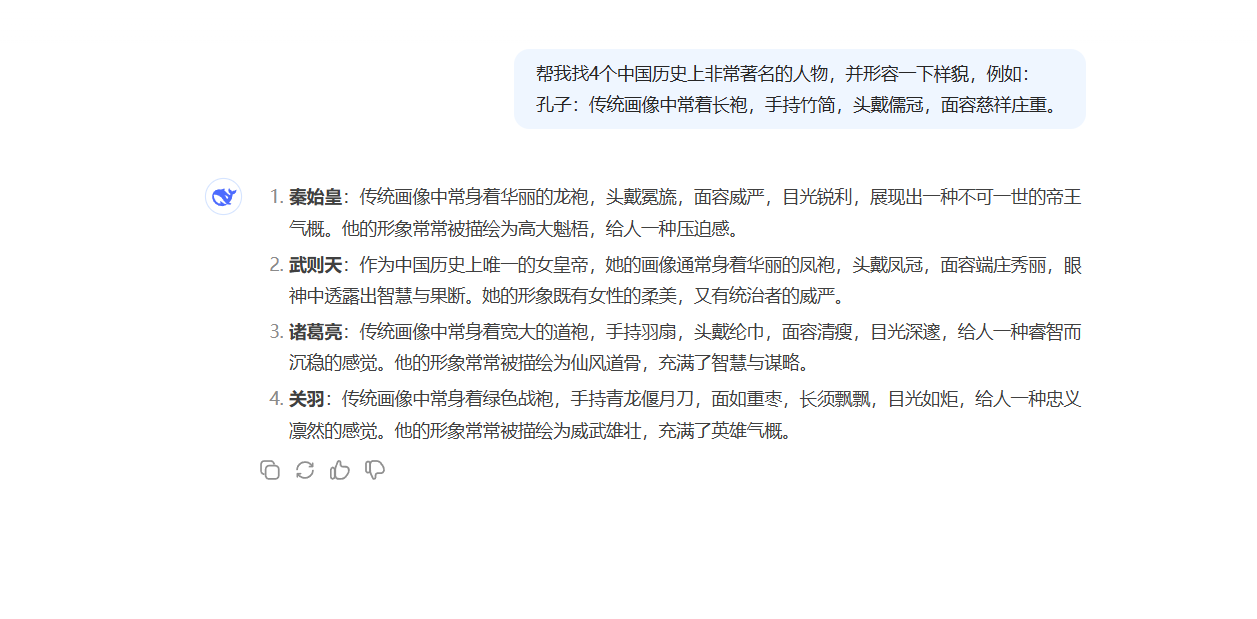 帮我找4个中国历史上非常著名的人物，并形容一下样貌，例如：
孔子：传统画像中常着长袍，手持竹简，头戴儒冠，面容慈祥庄重。
1. 秦始皇：传统画像中常身着华丽的龙袍，头戴冕旒，面容威严，目光锐利，展现出一种不可一世的帝王
气概。他的形象常常被描绘为高大魁梧，给人一种压迫感。
2. 武则天：作为中国历史上唯一的女皇帝，她的画像通常身着华丽的凤袍，头戴凤冠，面容端庄秀丽，眼
神中透露出智慧与果断。她的形象既有女性的柔美，又有统治者的威严。
3. 诸葛亮：传统画像中常身着宽大的道袍，手持羽扇，头戴纶巾，面容清瘦，目光深邃，给人一种睿智而
沉稳的感觉。他的形象常常被描绘为仙风道骨，充满了智慧与谋略。
4. 关羽：传统画像中常身着绿色战袍，手持青龙偃月刀，面如重枣，长须飘飘，目光如炬，给人一种忠义
凛然的感觉。他的形象常常被描绘为威武雄壮，充满了英雄气概。